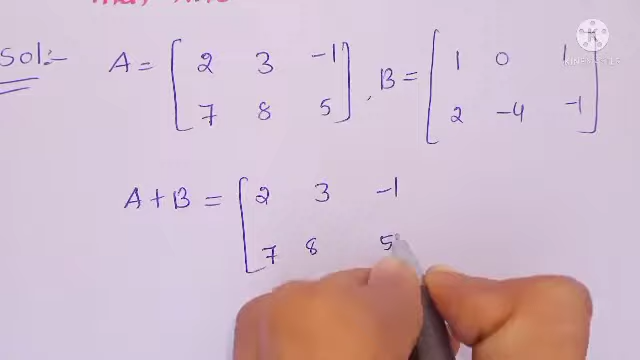 Sol:-
A = [ 2 3 -1
7 8 5 ] , B = [ 1 0 1
2 -4 -1 ]
A + B = [ 2 3 -1
7 8 5